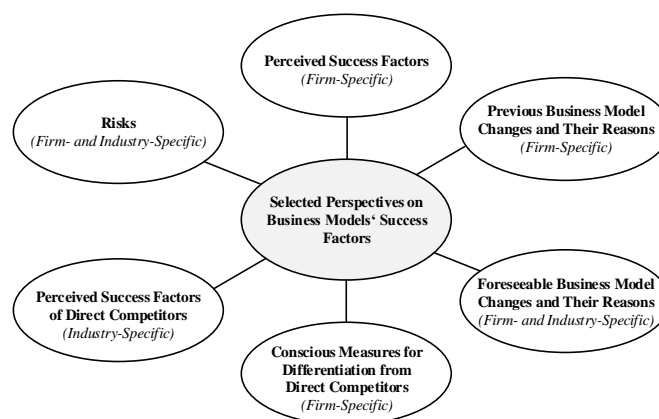 Perceived Success Factors
(Firm-Specific)
Risks
(Firm- and Industry-Specific)
Previous Business Model
Changes and Their Reasons
(Firm-Specific)
Selected Perspectives on
Business Models‘ Success
Factors
Perceived Success Factors
of Direct Competitors
(Industry-Specific)
Foreseeable Business Model
Changes and Their Reasons
(Firm- and Industry-Specific)
Conscious Measures for
Differentiation from
Direct Competitors
(Firm-Specific)